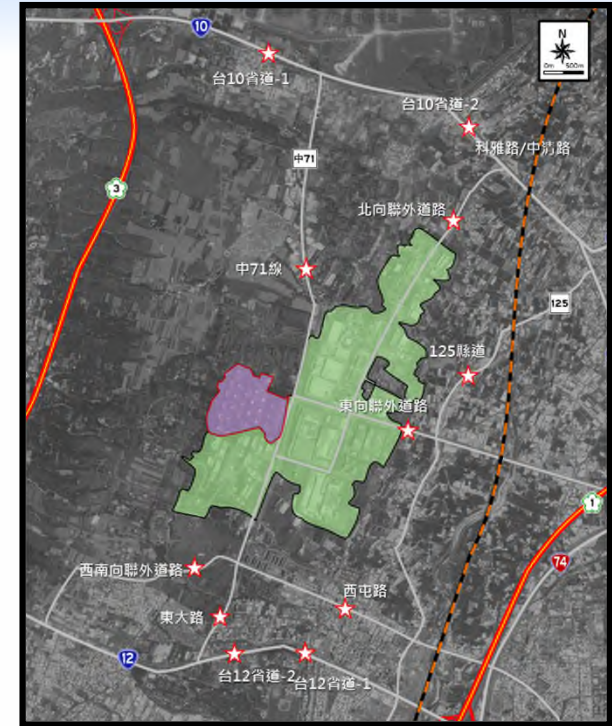 10
N
0m 500m
台10省道-1
台10省道-2
科雅路/中清路
中71
3
北向聯外道路
中71線
125
125縣道
東向聯外道路
1
74
西南向聯外道路
西屯路
東大路
12
台12省道-2
台12省道-1